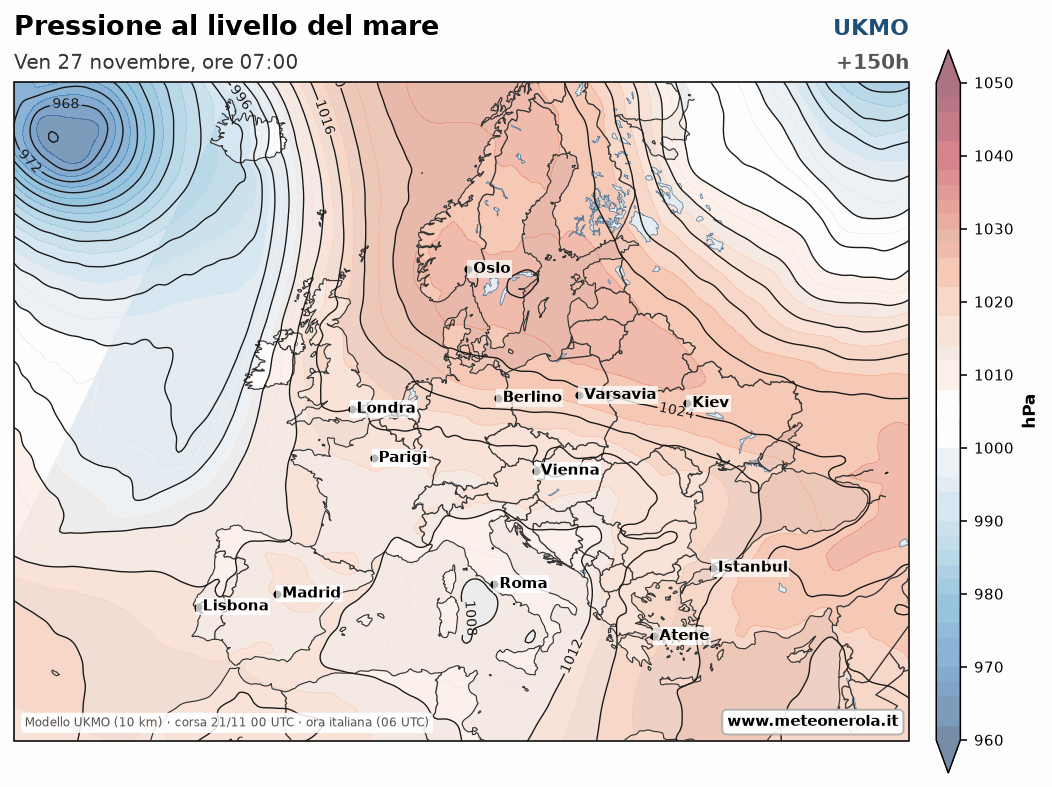 Pressione al livello del mare
UKMO
Ven 27 novembre, ore 07:00
+150h
968
996
1016
972
Oslo
Londra
Berlino
Varsavia
Kiev
1024
Parigi
Vienna
Istanbul
Roma
Madrid
Lisbona
1008
Atene
1012
Modello UKMO (10 km) · corsa 21/11 00 UTC · ora italiana (06 UTC)
www.meteonerola.it
1050
1040
1030
1020
1010
1000
990
980
970
960
hPa